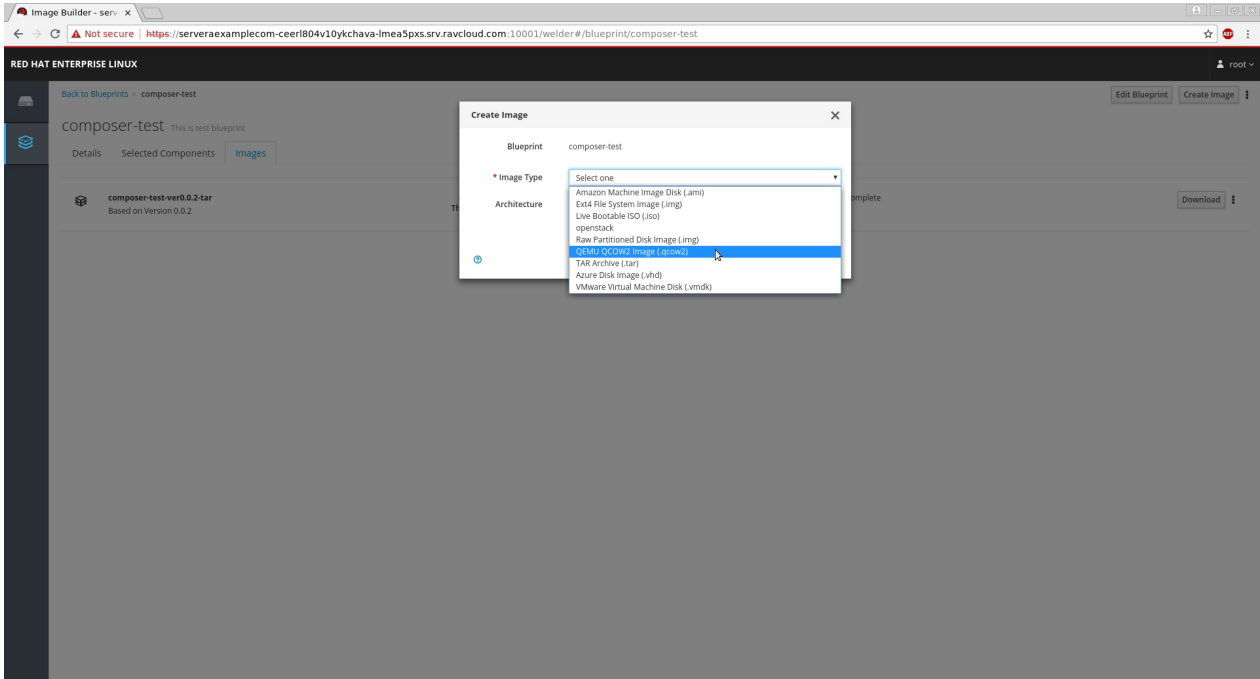 Image Builder - serv
Not secure | https://serveraexamplecom-ceerl804v10ykchava-lmea5pxs.srv.ravcloud.com:10001/welder#/blueprint/composer-test
ABP
RED HAT ENTERPRISE LINUX
root
Back to Blueprints › composer-test
Edit Blueprint
Create Image
composer-test This is test blueprint
Details Selected Components Images
composer-test-ver0.0.2-tar
Based on Version 0.0.2
Download
Create Image
Blueprint composer-test
* Image Type Select one
Architecture
Amazon Machine Image Disk (.ami)
Ext4 File System Image (.img)
Live Bootable ISO (.iso)
openstack
Raw Partitioned Disk Image (.img)
QEMU QCOW2 Image (.qcow2)
TAR Archive (.tar)
Azure Disk Image (.vhd)
VMware Virtual Machine Disk (.vmdk)